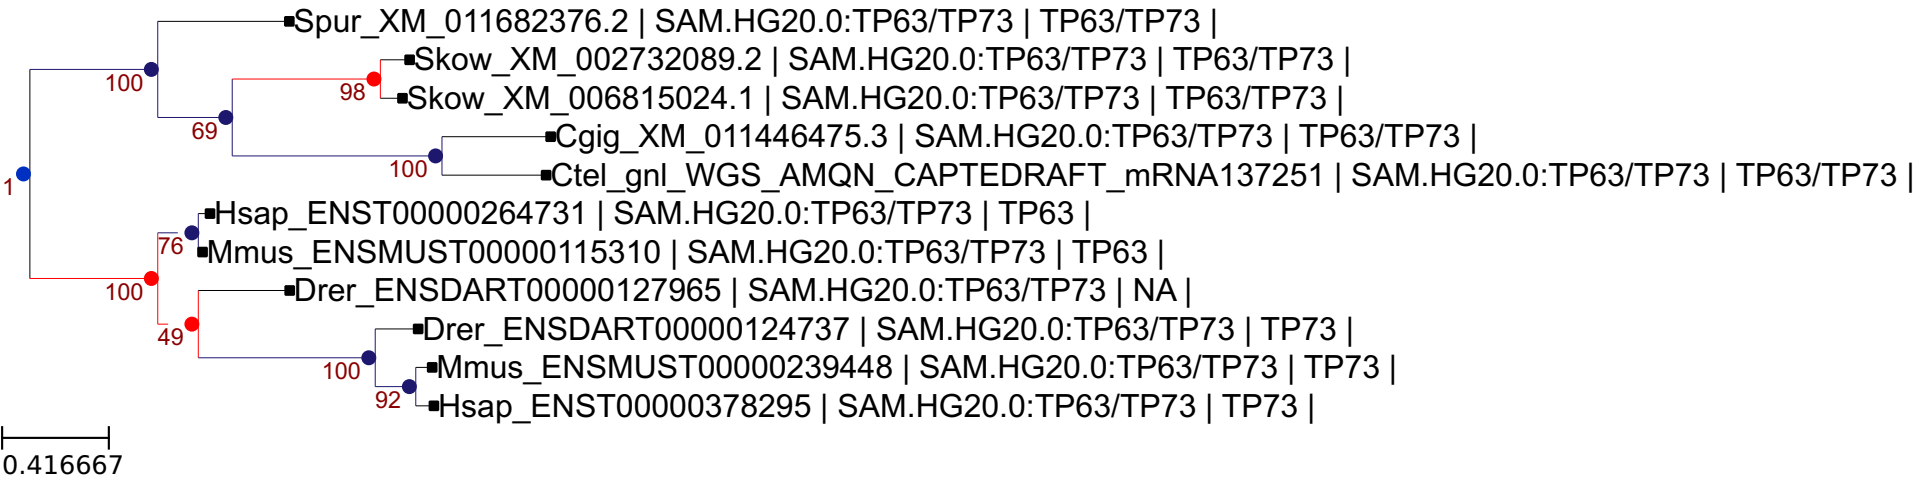 Spur_XM_011682376.2 | SAM.HG20.0:TP63/TP73 | TP63/TP73 |
Skow_XM_002732089.2 | SAM.HG20.0:TP63/TP73 | TP63/TP73 |
100
98
Skow_XM_006815024.1 | SAM.HG20.0:TP63/TP73 | TP63/TP73 |
69
Cgig_XM_011446475.3 | SAM.HG20.0:TP63/TP73 | TP63/TP73 |
100
Ctel_gnl_WGS_AMQN_CAPTEDRAFT_mRNA137251 | SAM.HG20.0:TP63/TP73 | TP63/TP73 |
1
Hsap_ENST00000264731 | SAM.HG20.0:TP63/TP73 | TP63 |
76
Mmus_ENSMUST00000115310 | SAM.HG20.0:TP63/TP73 | TP63 |
100
Drer_ENSDART00000127965 | SAM.HG20.0:TP63/TP73 | NA |
49
Drer_ENSDART00000124737 | SAM.HG20.0:TP63/TP73 | TP73 |
100
Mmus_ENSMUST00000239448 | SAM.HG20.0:TP63/TP73 | TP73 |
92
Hsap_ENST00000378295 | SAM.HG20.0:TP63/TP73 | TP73 |
0.416667